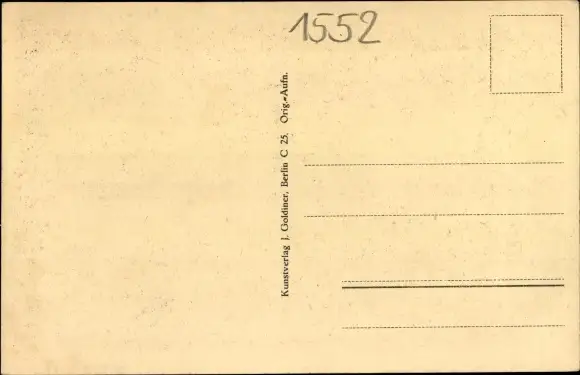 1552
Kunstverlag J. Goldiner, Berlin C 25. Orig.-Aufn.